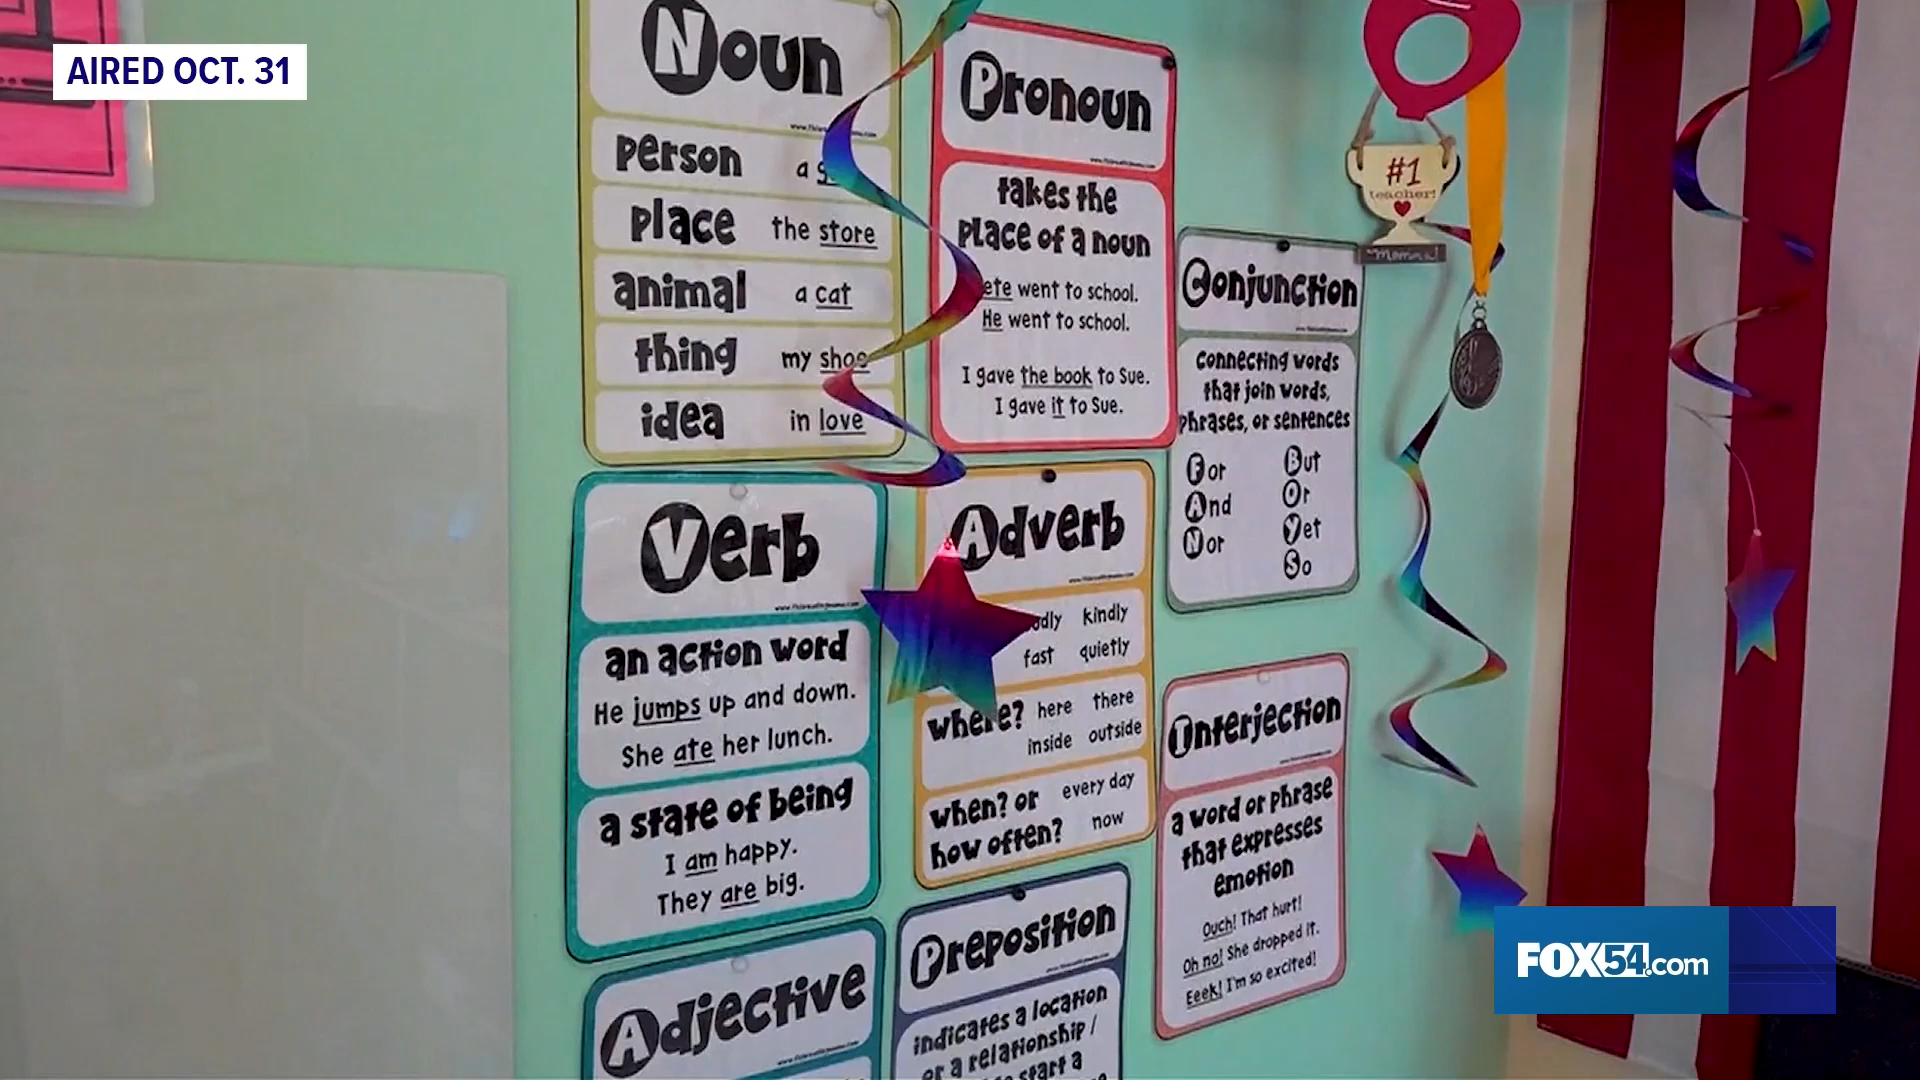 AIRED OCT. 31
Noun
person a
place the store
animal a cat
thing my shoe
idea in love
Pronoun
takes the
place of a noun
ete went to school.
He went to school.
I gave the book to Sue.
I gave it to Sue.
Conjunction
connecting words
that join words,
phrases, or sentences
For But
And Or
Nor Yet
So
#1
teacher!
Verb
an action word
He jumps up and down.
She ate her lunch.
a state of being
I am happy.
They are big.
Adverb
kindly
fast quietly
where? here there
inside outside
when? or every day
how often? now
Interjection
a word or phrase
that expresses
emotion
Ouch! That hurt!
Oh no! She dropped it.
Eeek! I'm so excited!
Adjective
Preposition
indicates a location
or a relationship /
start a
FOX54.com